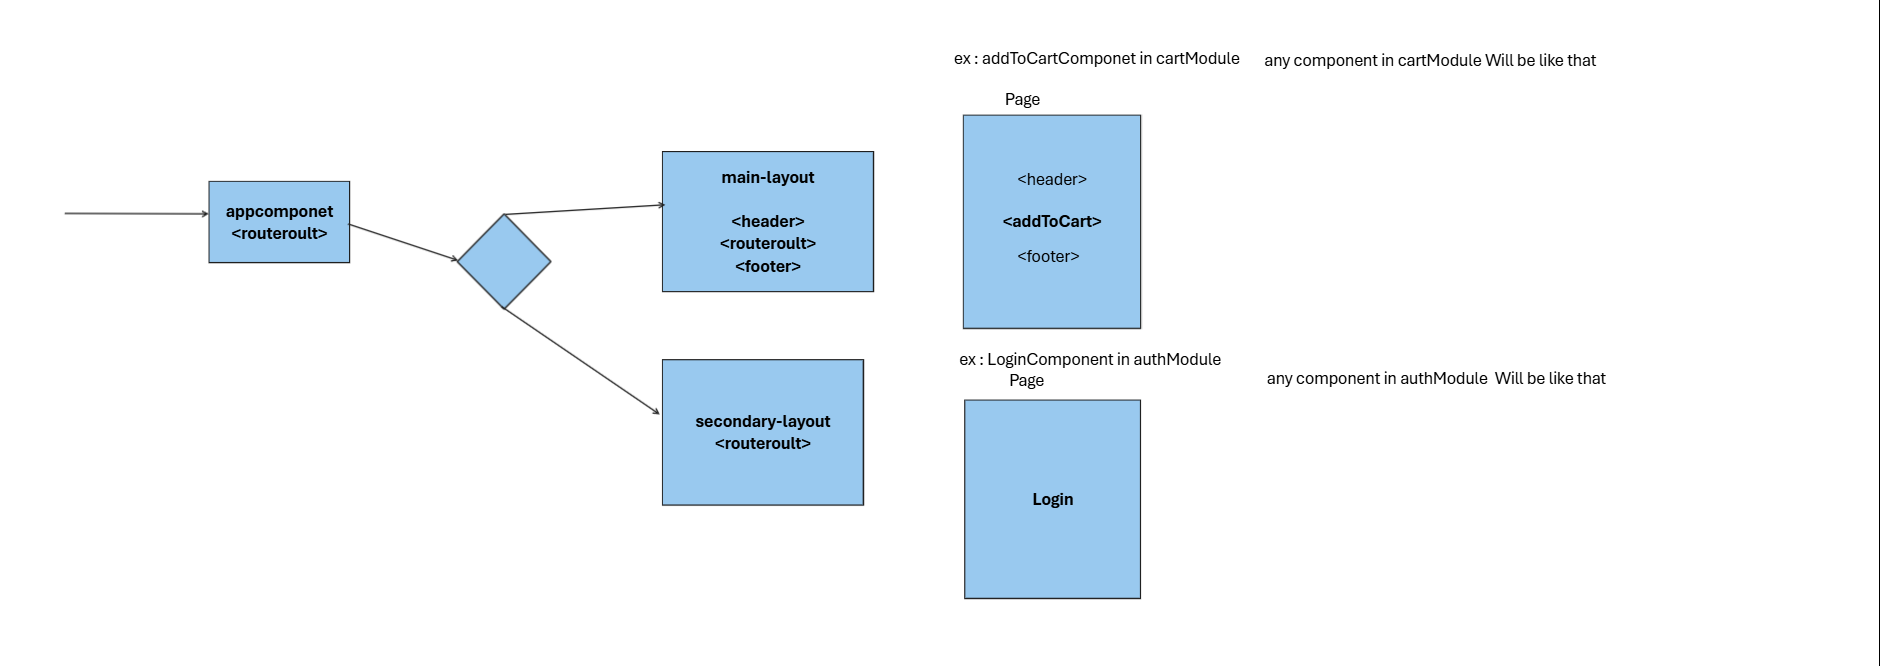 ex : addToCartComponet in cartModule
any component in cartModule Will be like that
Page
appcomponet
<routeroult>
main-layout
<header>
<routeroult>
<footer>
<header>
<addToCart>
<footer>
ex : LoginComponent in authModule
Page
any component in authModule  Will be like that
secondary-layout
<routeroult>
Login